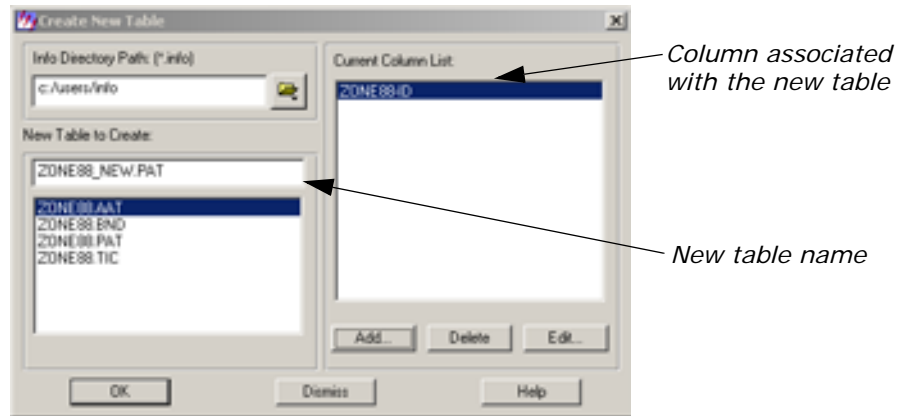 Create New Table
Info Directory Path: (*.info)
c:/users/info
New Table to Create:
ZONE88_NEW.PAT
ZONE88.AAT
ZONE88.BND
ZONE88.PAT
ZONE88.TIC
Current Column List:
ZONE88-ID
Add...
Delete
Edit...
OK
Dismiss
Help
Column associated
with the new table
New table name